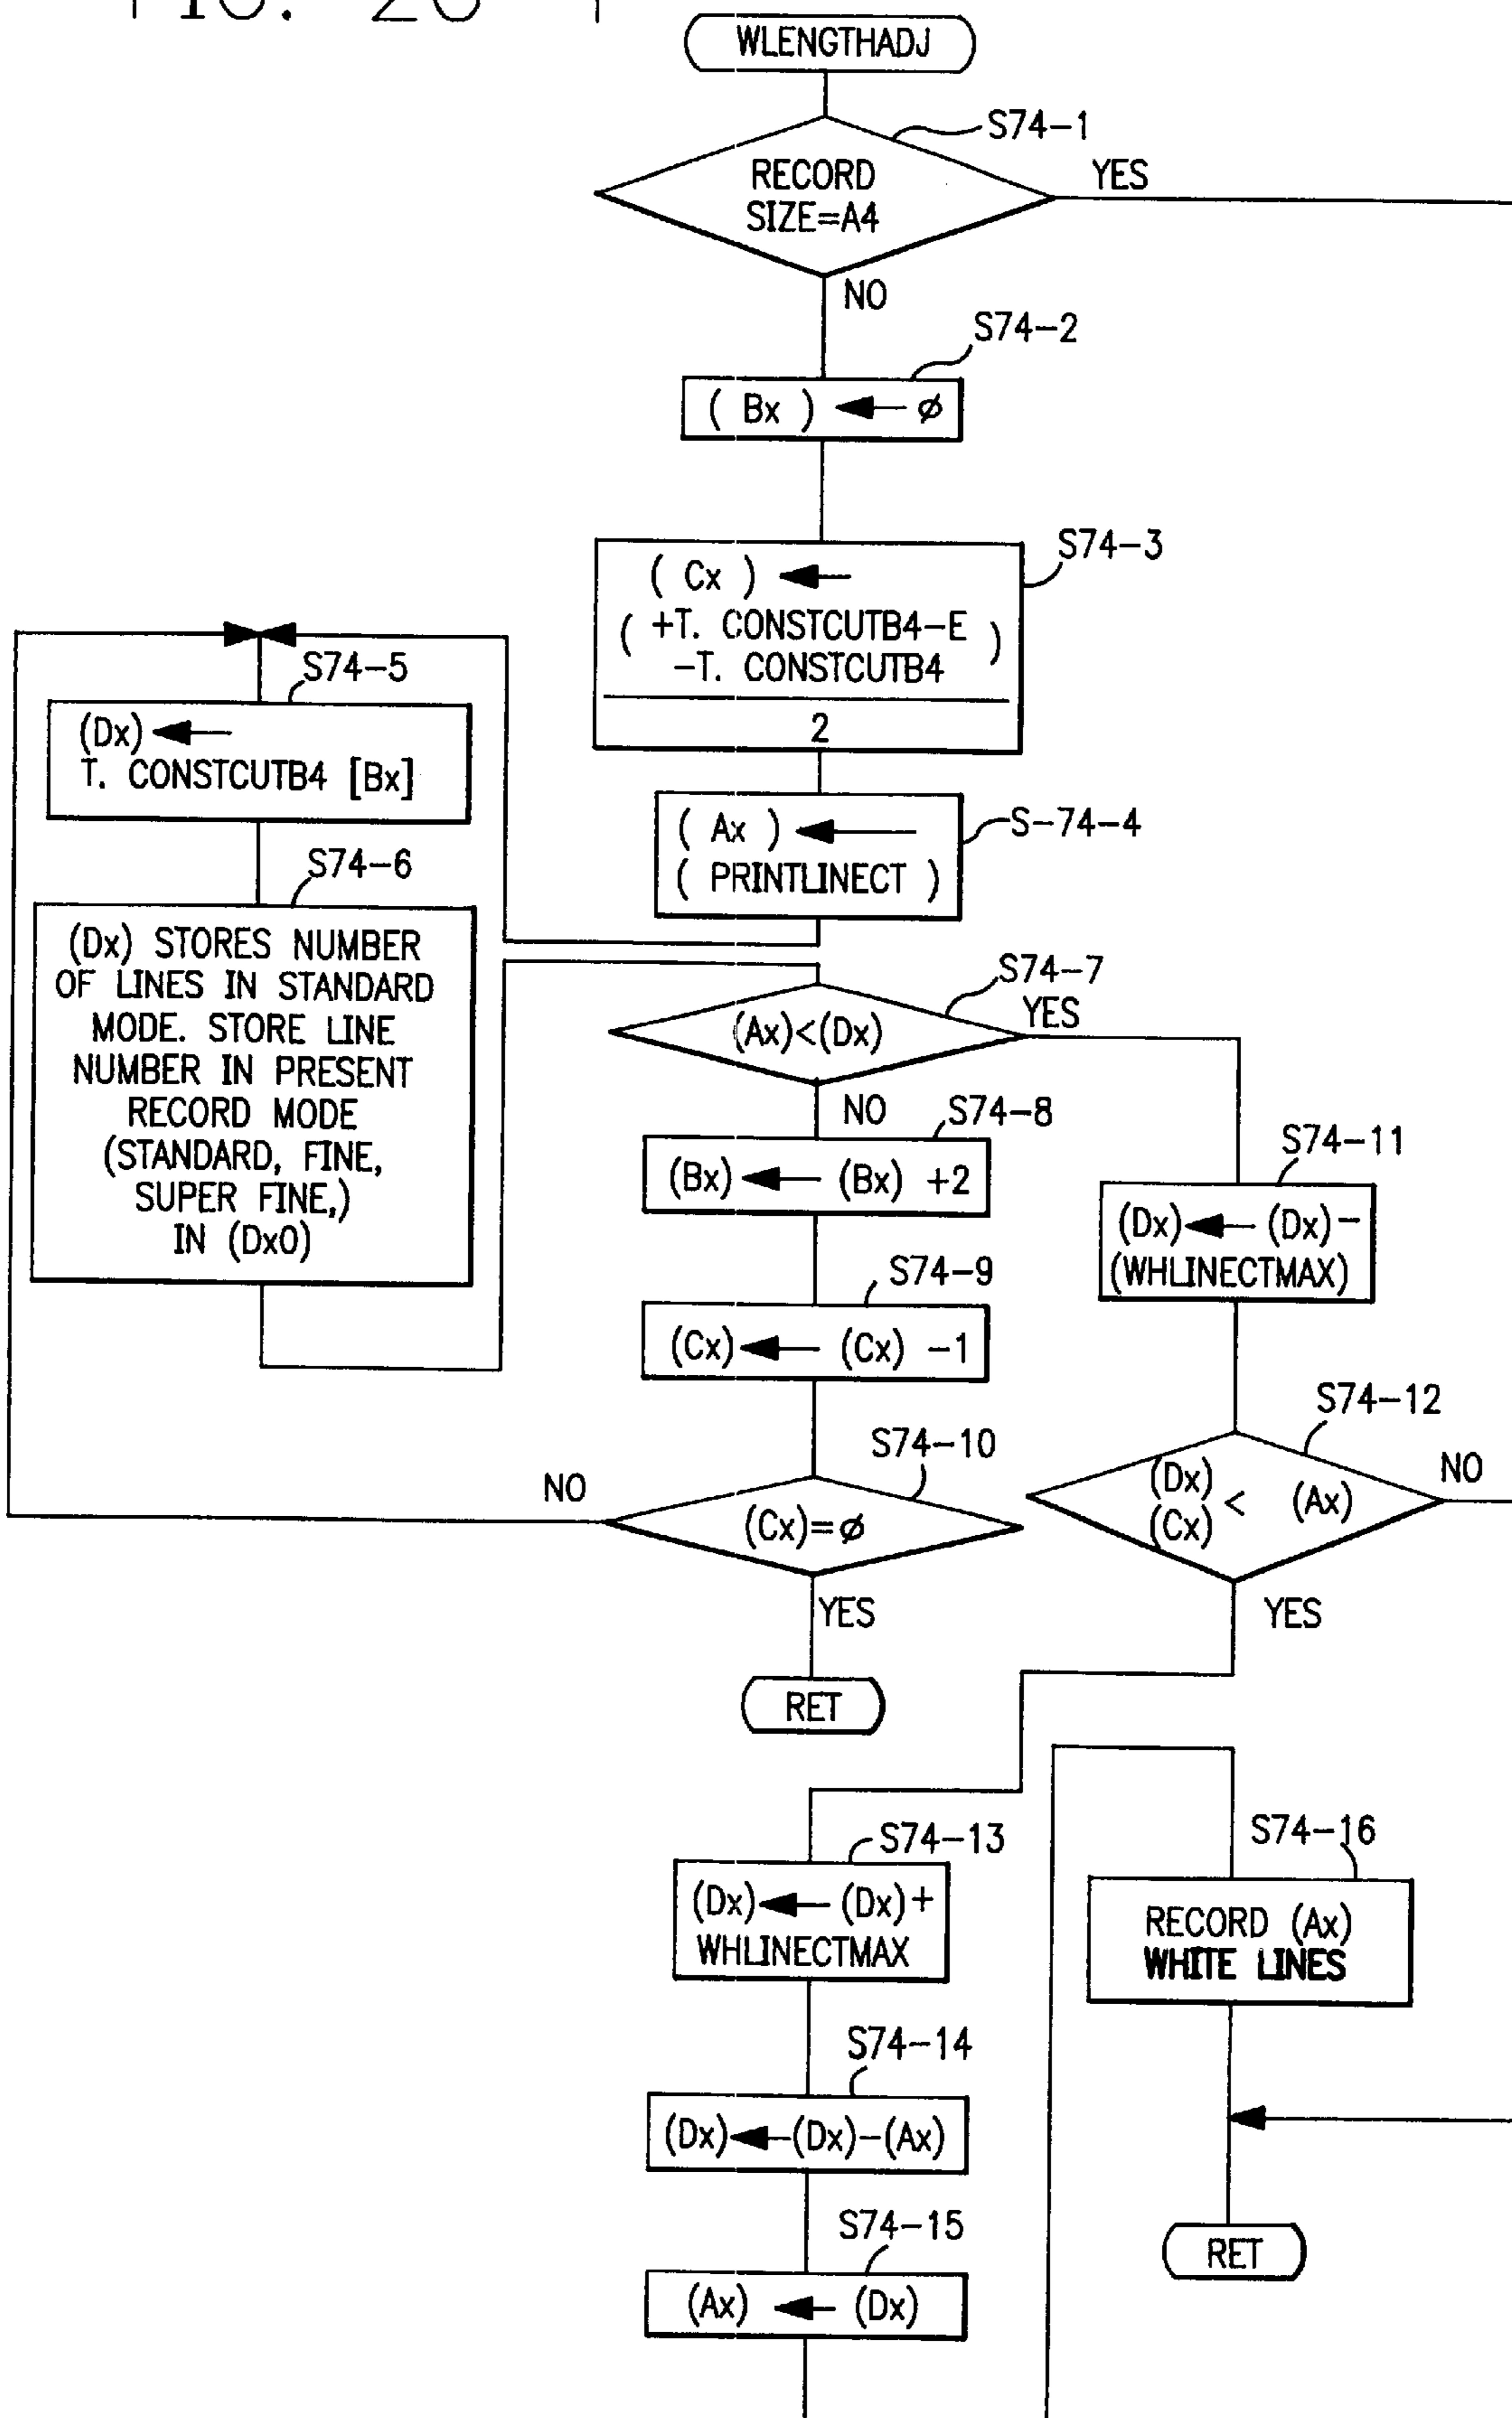 WLENGTHADJ
S74-1
RECORD
SIZE=A4
YES
NO
S74-2
( Bx ) ← ø
S74-3
( Cx ) ←
( +T. CONSTCUTB4-E
-T. CONSTCUTB4 )
2
S-74-4
( Ax ) ←
( PRINTLINECT )
S74-5
(Dx) ←
T. CONSTCUTB4 [Bx]
S74-6
(Dx) STORES NUMBER
OF LINES IN STANDARD
MODE. STORE LINE
NUMBER IN PRESENT
RECORD MODE
(STANDARD, FINE,
SUPER FINE,)
IN (Dx0)
S74-7
(Ax)<(Dx)
YES
NO
S74-8
(Bx) ← (Bx) +2
S74-9
(Cx) ← (Cx) -1
S74-10
(Cx)=ø
NO
YES
RET
S74-11
(Dx) ← (Dx)-
(WHLINECTMAX)
S74-12
(Dx)
(Cx) < (Ax)
NO
YES
S74-13
(Dx) ← (Dx)+
WHLINECTMAX
S74-14
(Dx) ← (Dx)-(Ax)
S74-15
(Ax) ← (Dx)
S74-16
RECORD (Ax)
WHITE LINES
RET